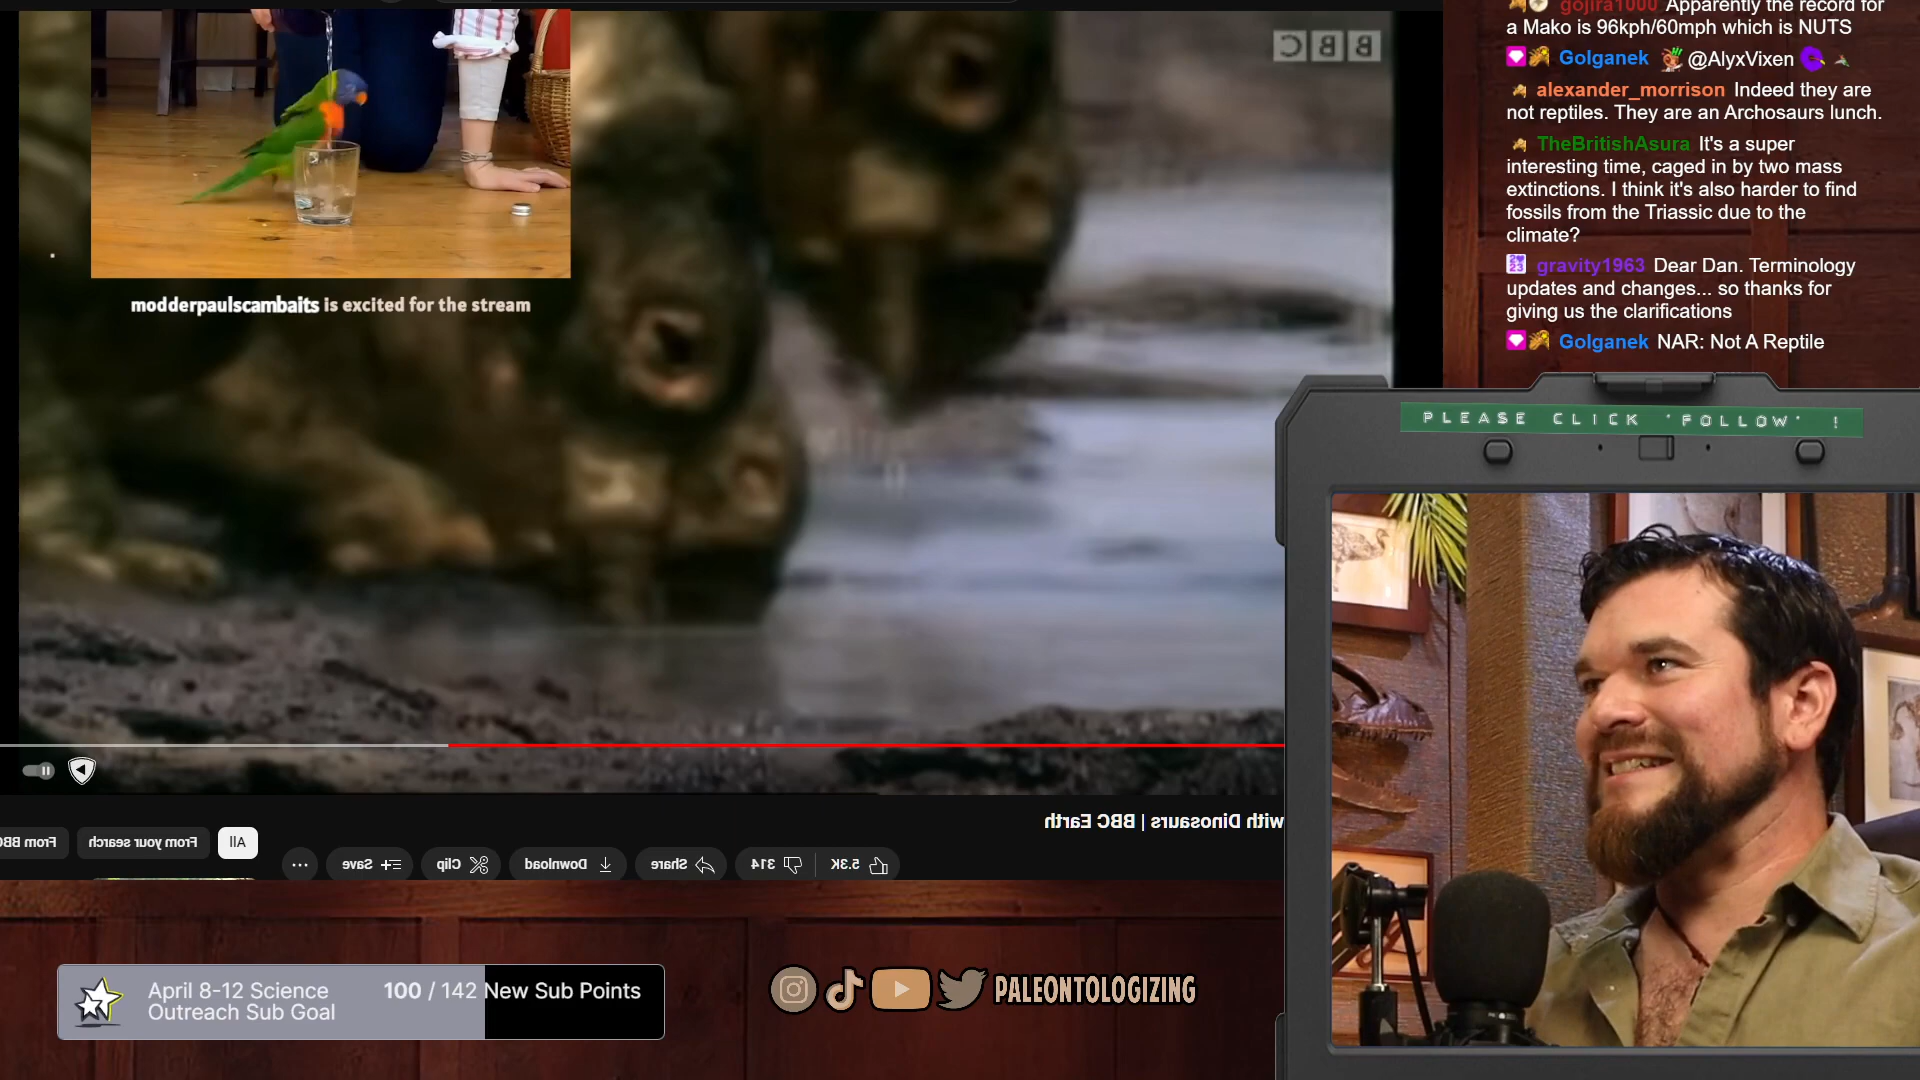 gojira1000 Apparently the record for
a Mako is 96kph/60mph which is NUTS
Golganek @AlyxVixen
alexander_morrison Indeed they are
not reptiles. They are an Archosaurs lunch.
TheBritishAsura It's a super
interesting time, caged in by two mass
extinctions. I think it's also harder to find
fossils from the Triassic due to the
climate?
gravity1963 Dear Dan. Terminology
updates and changes... so thanks for
giving us the clarifications
Golganek NAR: Not A Reptile
BBC
modderpaulscambaits is excited for the stream
PLEASE CLICK 'FOLLOW' !
with Dinosaurs | BBC Earth
All
From your search
From BBC
5.3K
314
Share
Download
Clip
Save
April 8-12 Science
Outreach Sub Goal
100 / 142 New Sub Points
PALEONTOLOGIZING